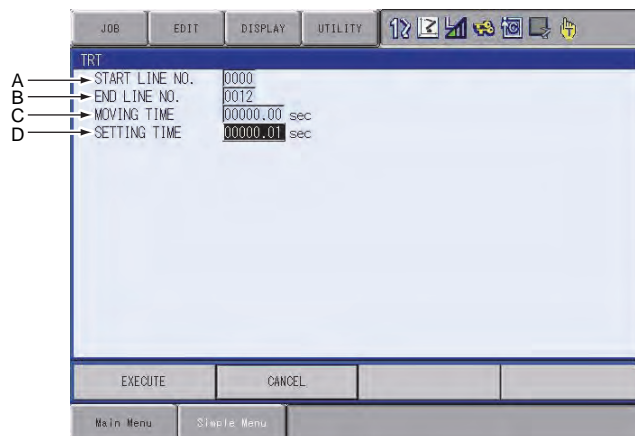 JOB EDIT DISPLAY UTILITY
TRT
A START LINE NO. 0000
B END LINE NO. 0012
C MOVING TIME 00000.00 sec
D SETTING TIME 00000.01 sec
EXECUTE CANCEL
Main Menu Simple Menu